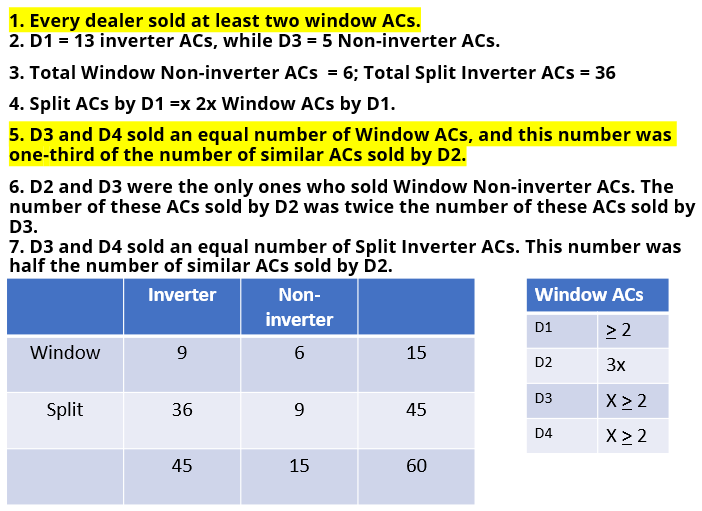 1. Every dealer sold at least two window ACs.
2. D1 = 13 inverter ACs, while D3 = 5 Non-inverter ACs.
3. Total Window Non-inverter ACs = 6; Total Split Inverter ACs = 36
4. Split ACs by D1 =x 2x Window ACs by D1.
5. D3 and D4 sold an equal number of Window ACs, and this number was
one-third of the number of similar ACs sold by D2.
6. D2 and D3 were the only ones who sold Window Non-inverter ACs. The
number of these ACs sold by D2 was twice the number of these ACs sold by
D3.
7. D3 and D4 sold an equal number of Split Inverter ACs. This number was
half the number of similar ACs sold by D2.
Inverter Non-
inverter
Window 9 6 15
Split 36 9 45
45 15 60
Window ACs
D1 ≥ 2
D2 3x
D3 X ≥ 2
D4 X ≥ 2